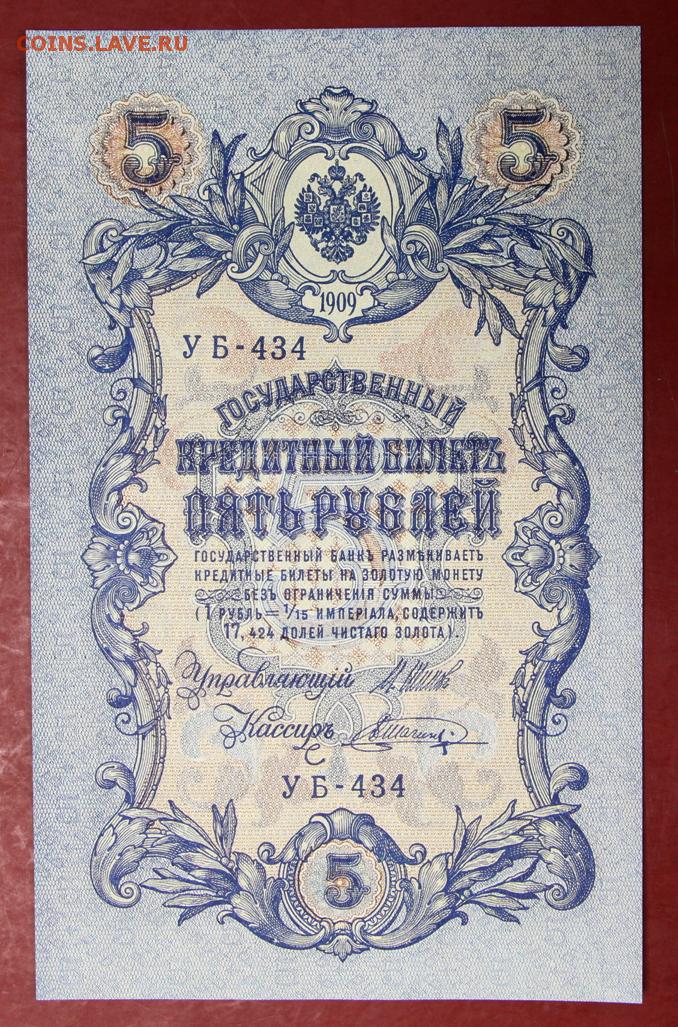 COINS.LAVE.RU
5 5
1909
УБ-434
ГОСУДАРСТВЕННЫЙ
КРЕДИТНЫЙ БИЛЕТЪ
ПЯТЬ РУБЛЕЙ
ГОСУДАРСТВЕННЫЙ БАНКЪ РАЗМѢНИВАЕТЪ
КРЕДИТНЫЕ БИЛЕТЫ НА ЗОЛОТУЮ МОНЕТУ
БЕЗЪ ОГРАНИЧЕНІЯ СУММЫ
(1 РУБЛЬ = 1/15 ИМПЕРІАЛА, СОДЕРЖИТЪ
17,424 ДОЛЕЙ ЧИСТАГО ЗОЛОТА).
Управляющій
Кассиръ
УБ-434
5